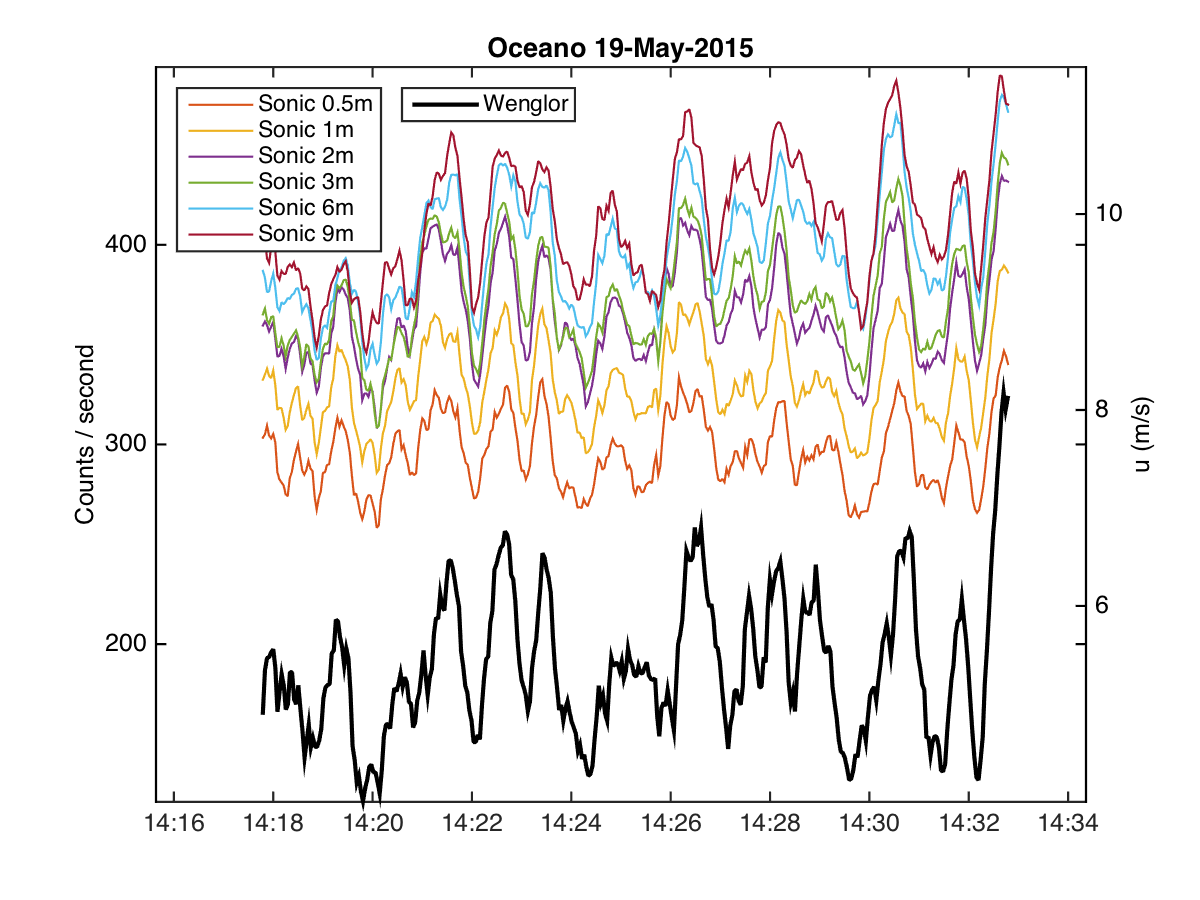 Oceano 19-May-2015
Sonic 0.5m
Sonic 1m
Sonic 2m
Sonic 3m
Sonic 6m
Sonic 9m
Wenglor
Counts / second
400
300
200
10
8
6
u (m/s)
14:16 14:18 14:20 14:22 14:24 14:26 14:28 14:30 14:32 14:34